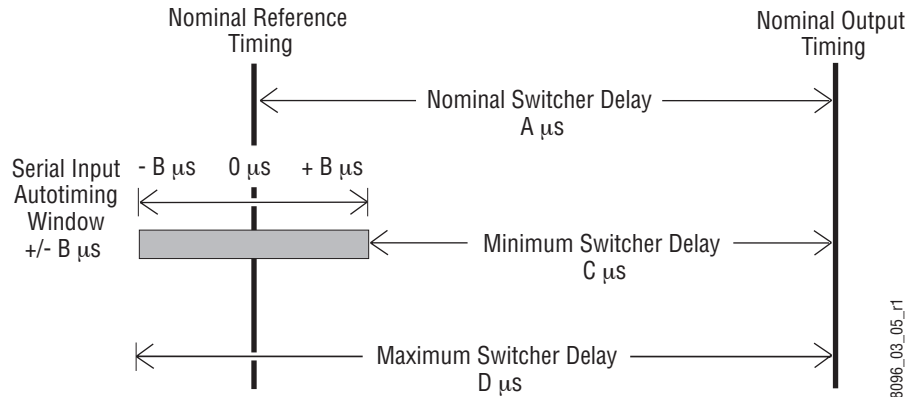 Nominal Reference
Timing
Nominal Output
Timing
Nominal Switcher Delay
A μs
Serial Input
Autotiming
Window
+/- B μs
- B μs 0 μs + B μs
Minimum Switcher Delay
C μs
Maximum Switcher Delay
D μs
8096_03_05_r1